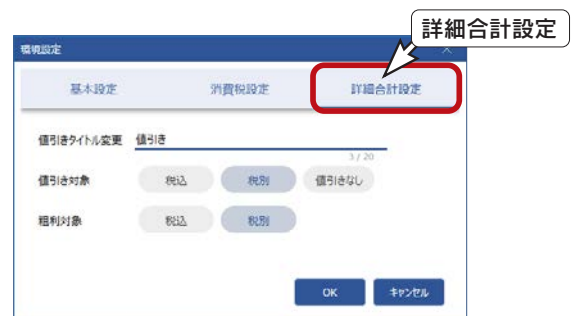 詳細合計設定
環境設定
基本設定 消費税設定 詳細合計設定
値引きタイトル変更 値引き
3 / 20
値引き対象 税込 税別 値引きなし
粗利対象 税込 税別
OK キャンセル